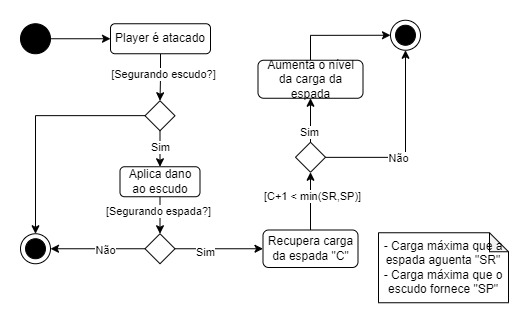 Player é atacado
[Segurando escudo?]
Sim
Aplica dano
ao escudo
[Segurando espada?]
Não
Sim
Recupera carga
da espada "C"
[C+1 < min(SR,SP)]
Sim
Não
Aumenta o nível
da carga da
espada
- Carga máxima que a
espada aguenta "SR"
- Carga máxima que o
escudo fornece "SP"